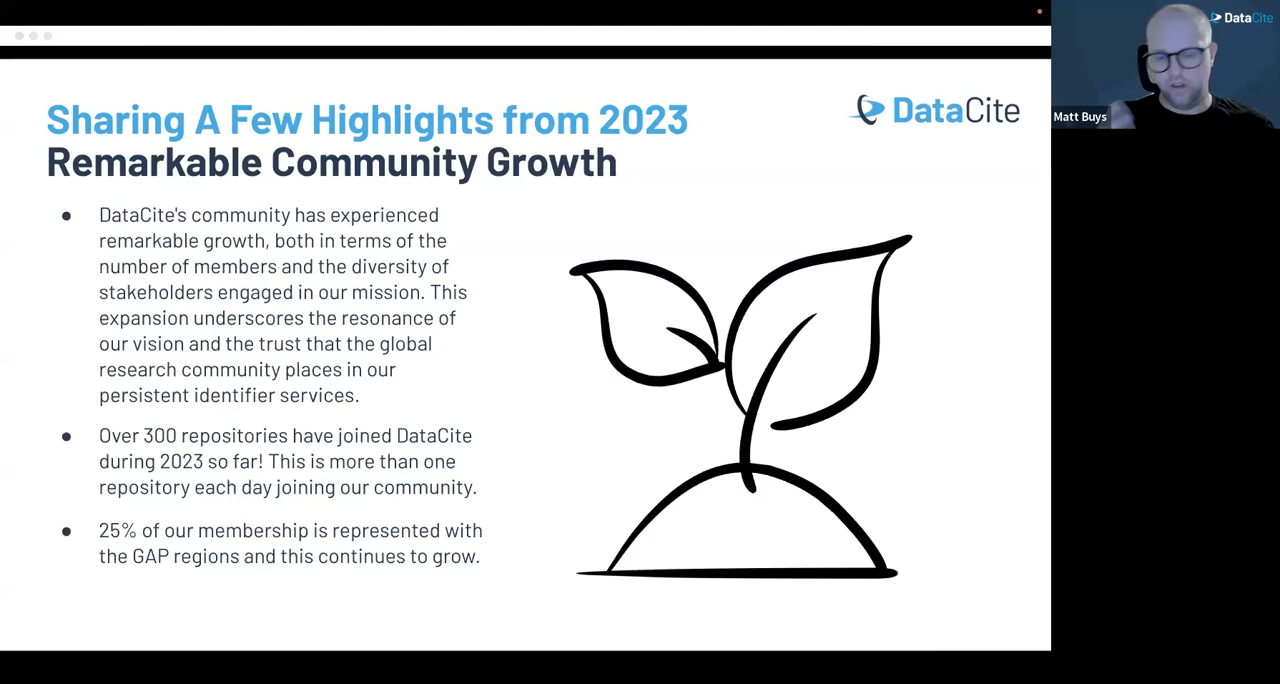 DataCite
Matt Buys
Sharing A Few Highlights from 2023
DataCite
Remarkable Community Growth
● DataCite's community has experienced
remarkable growth, both in terms of the
number of members and the diversity of
stakeholders engaged in our mission. This
expansion underscores the resonance of
our vision and the trust that the global
research community places in our
persistent identifier services.
● Over 300 repositories have joined DataCite
during 2023 so far! This is more than one
repository each day joining our community.
● 25% of our membership is represented with
the GAP regions and this continues to grow.